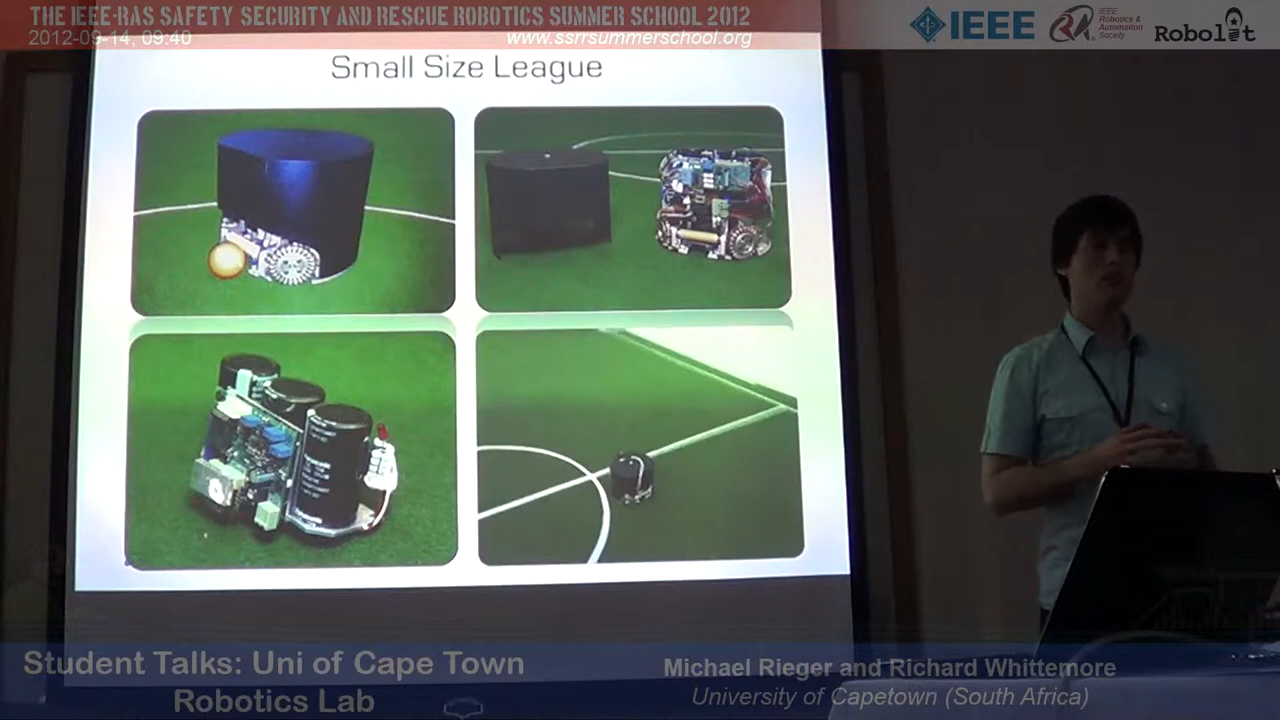 THE IEEE-RAS SAFETY SECURITY AND RESCUE ROBOTICS SUMMER SCHOOL 2012
2012-09-14, 09:40
www.ssrrsummerschool.org
IEEE
IEEE
Robotics &
Automation
Society
Robolit
Small Size League
Student Talks: Uni of Cape Town
Robotics Lab
Michael Rieger and Richard Whittemore
University of Capetown (South Africa)